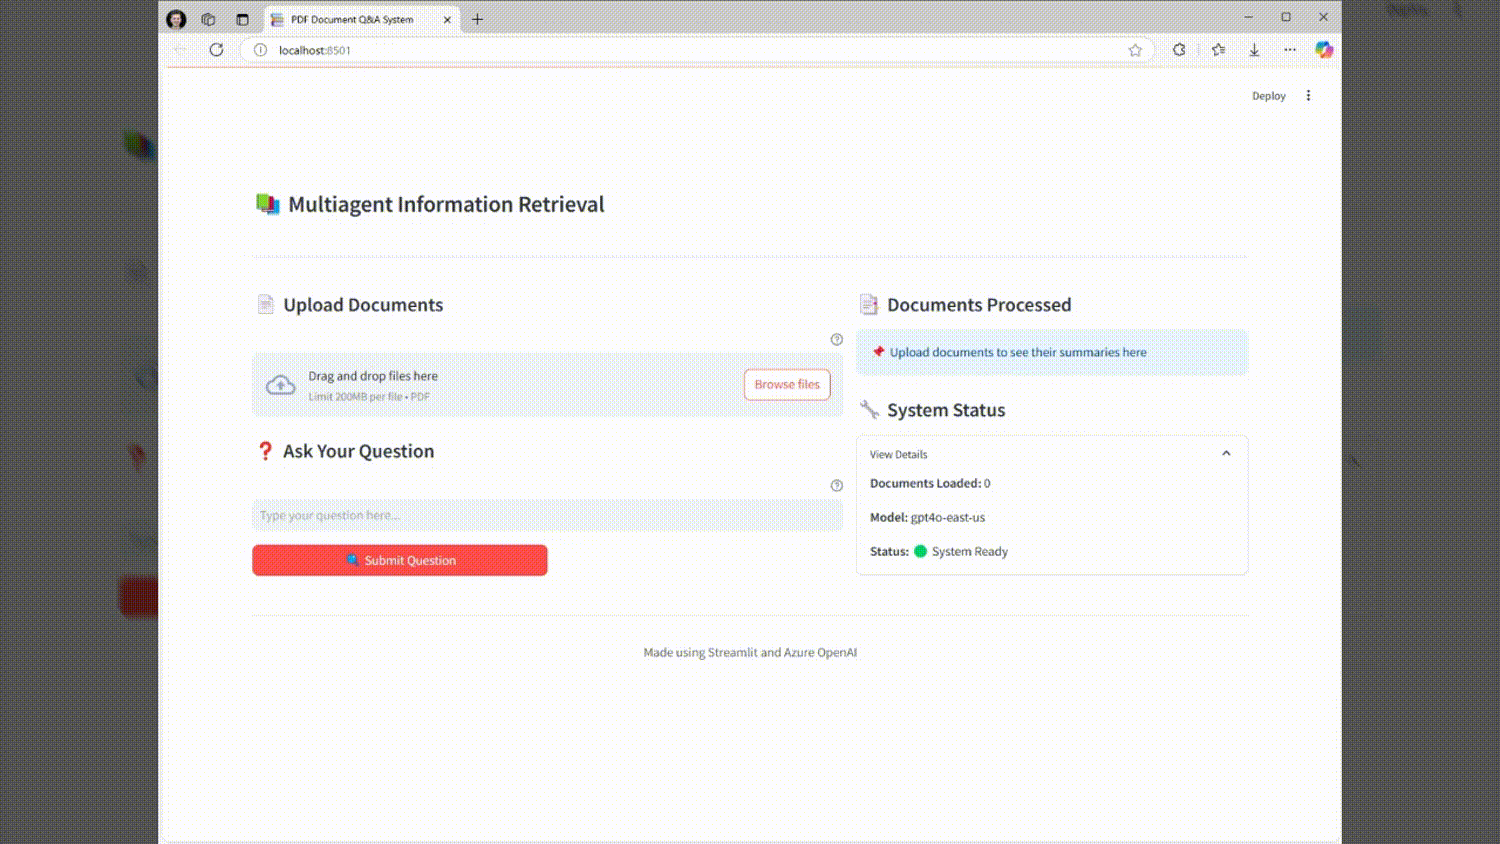 PDF Document Q&A System
localhost:8501
Deploy
Multiagent Information Retrieval
Upload Documents
Drag and drop files here
Limit 200MB per file • PDF
Browse files
Ask Your Question
Type your question here...
Submit Question
Documents Processed
Upload documents to see their summaries here
System Status
View Details
Documents Loaded: 0
Model: gpt4o-east-us
Status: System Ready
Made using Streamlit and Azure OpenAI